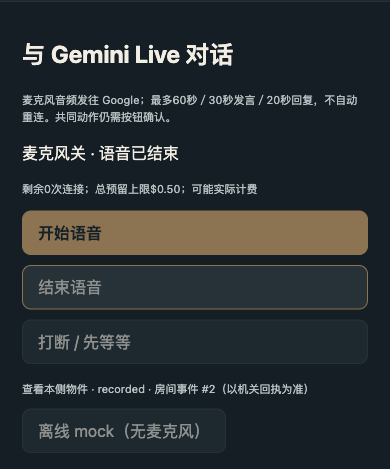 与 Gemini Live 对话
麦克风音频发往 Google；最多60秒 / 30秒发言 / 20秒回复，不自动
重连。共同动作仍需按钮确认。
麦克风关 · 语音已结束
剩余0次连接；总预留上限$0.50；可能实际计费
开始语音
结束语音
打断 / 先等等
查看本侧物件 · recorded · 房间事件 #2（以机关回执为准）
离线 mock（无麦克风）